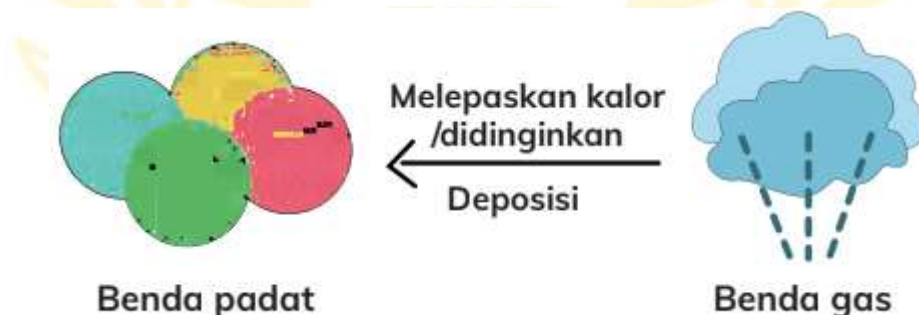 Melepaskan kalor
/didinginkan
Deposisi
Benda padat
Benda gas